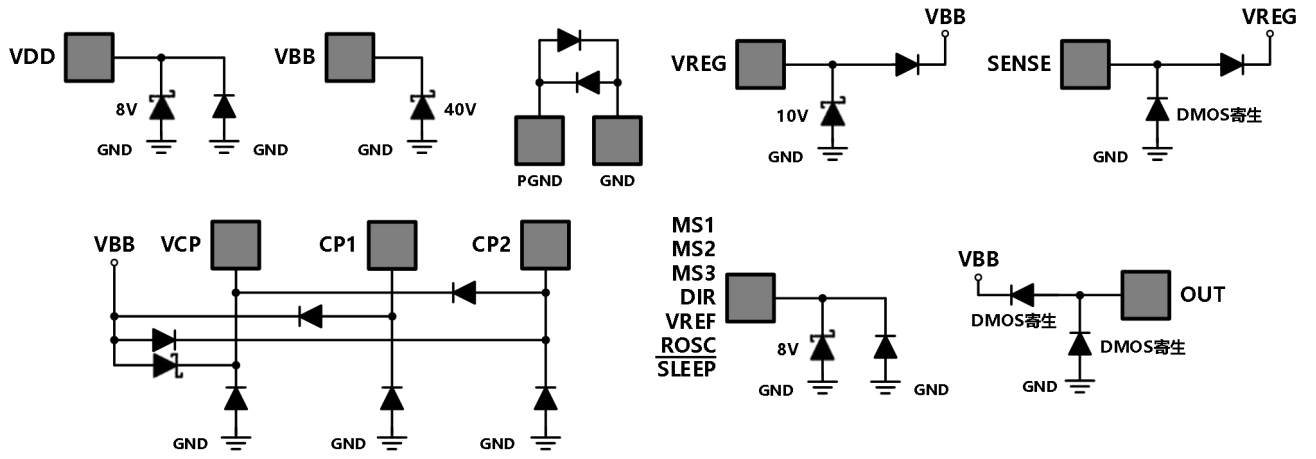 VDD
8V
GND
GND
VBB
40V
GND
PGND
GND
VREG
VBB
10V
GND
SENSE
VREG
DMOS寄生
GND
VBB
VCP
CP1
CP2
GND
GND
GND
MS1
MS2
MS3
DIR
VREF
ROSC
SLEEP
8V
GND
GND
VBB
OUT
DMOS寄生
DMOS寄生
GND